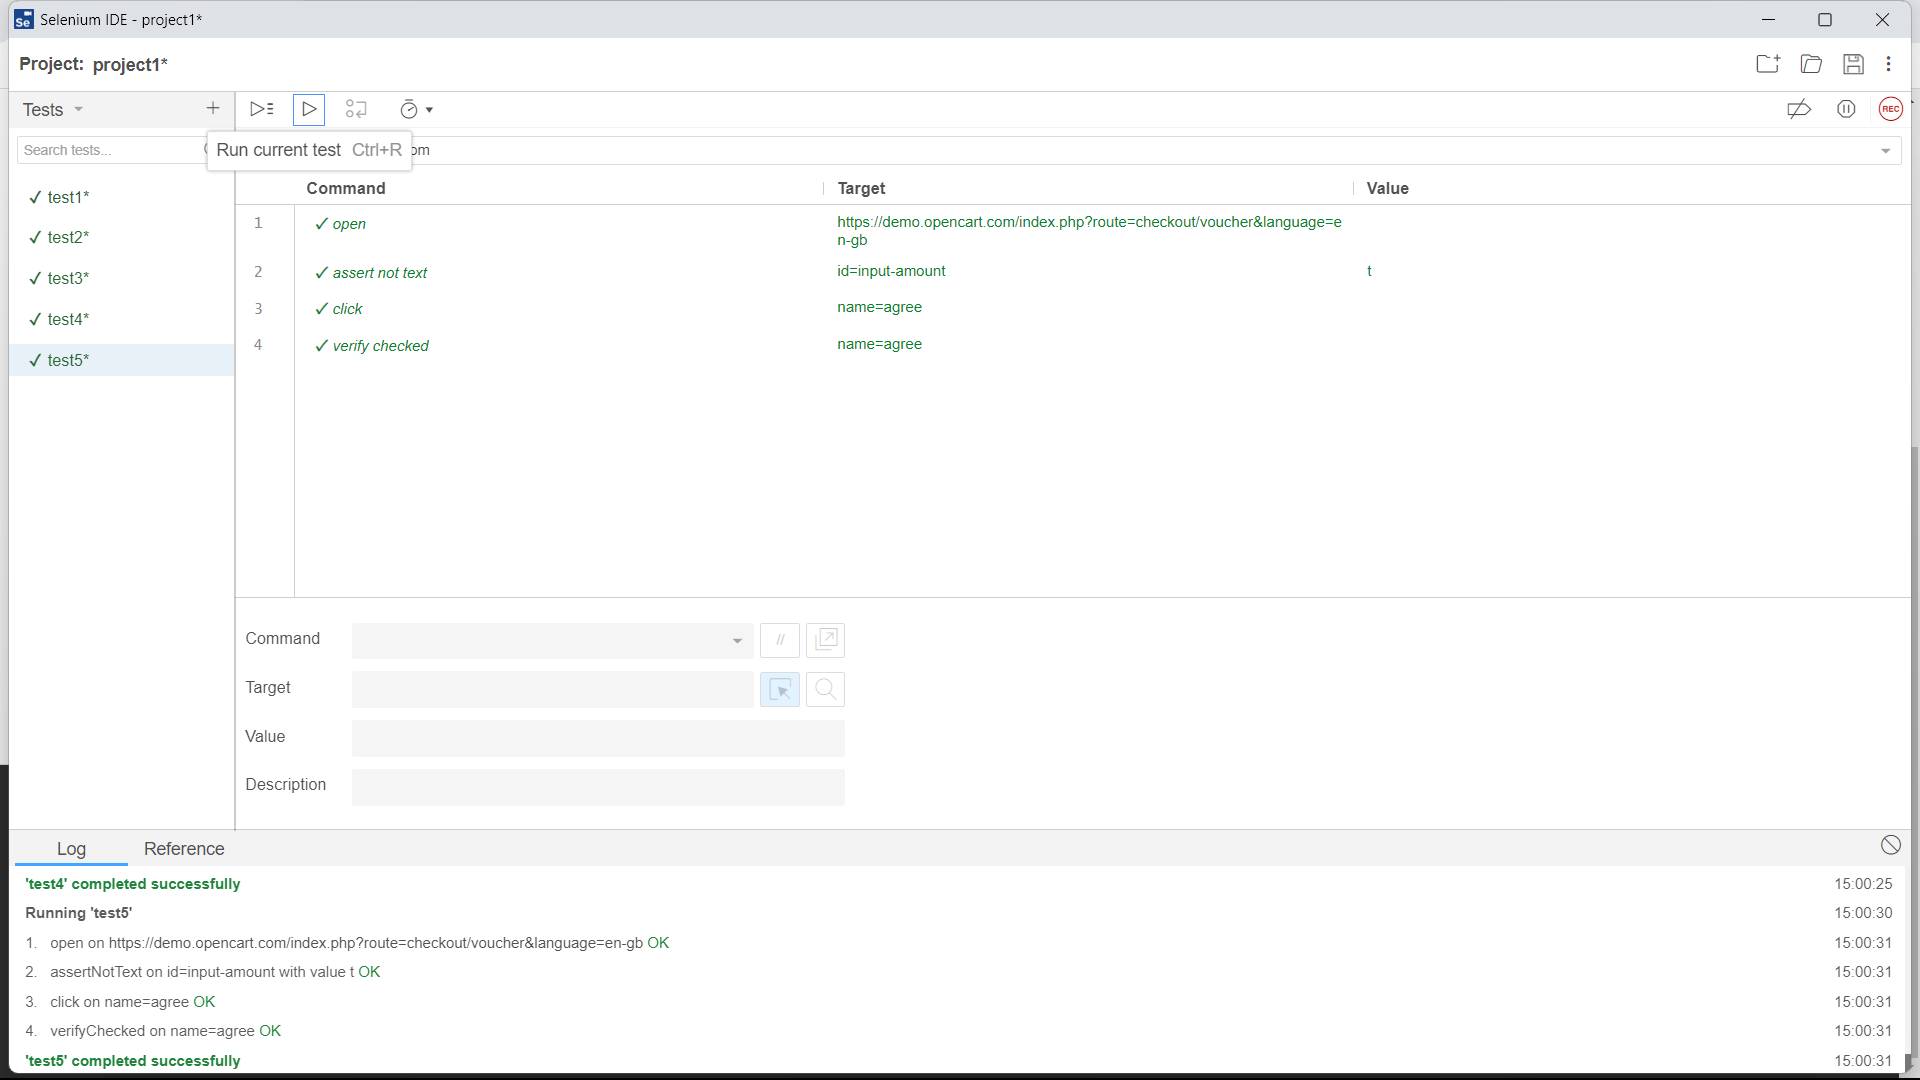 Se Selenium IDE - project1*
Project: project1*
Tests
REC
Search tests...
Run current test Ctrl+R
om
Command Target Value
test1*
test2*
test3*
test4*
test5*
1 open https://demo.opencart.com/index.php?route=checkout/voucher&language=e
n-gb
2 assert not text id=input-amount t
3 click name=agree
4 verify checked name=agree
Command //
Target
Value
Description
Log Reference
'test4' completed successfully 15:00:25
Running 'test5' 15:00:30
1. open on https://demo.opencart.com/index.php?route=checkout/voucher&language=en-gb OK 15:00:31
2. assertNotText on id=input-amount with value t OK 15:00:31
3. click on name=agree OK 15:00:31
4. verifyChecked on name=agree OK 15:00:31
'test5' completed successfully 15:00:31